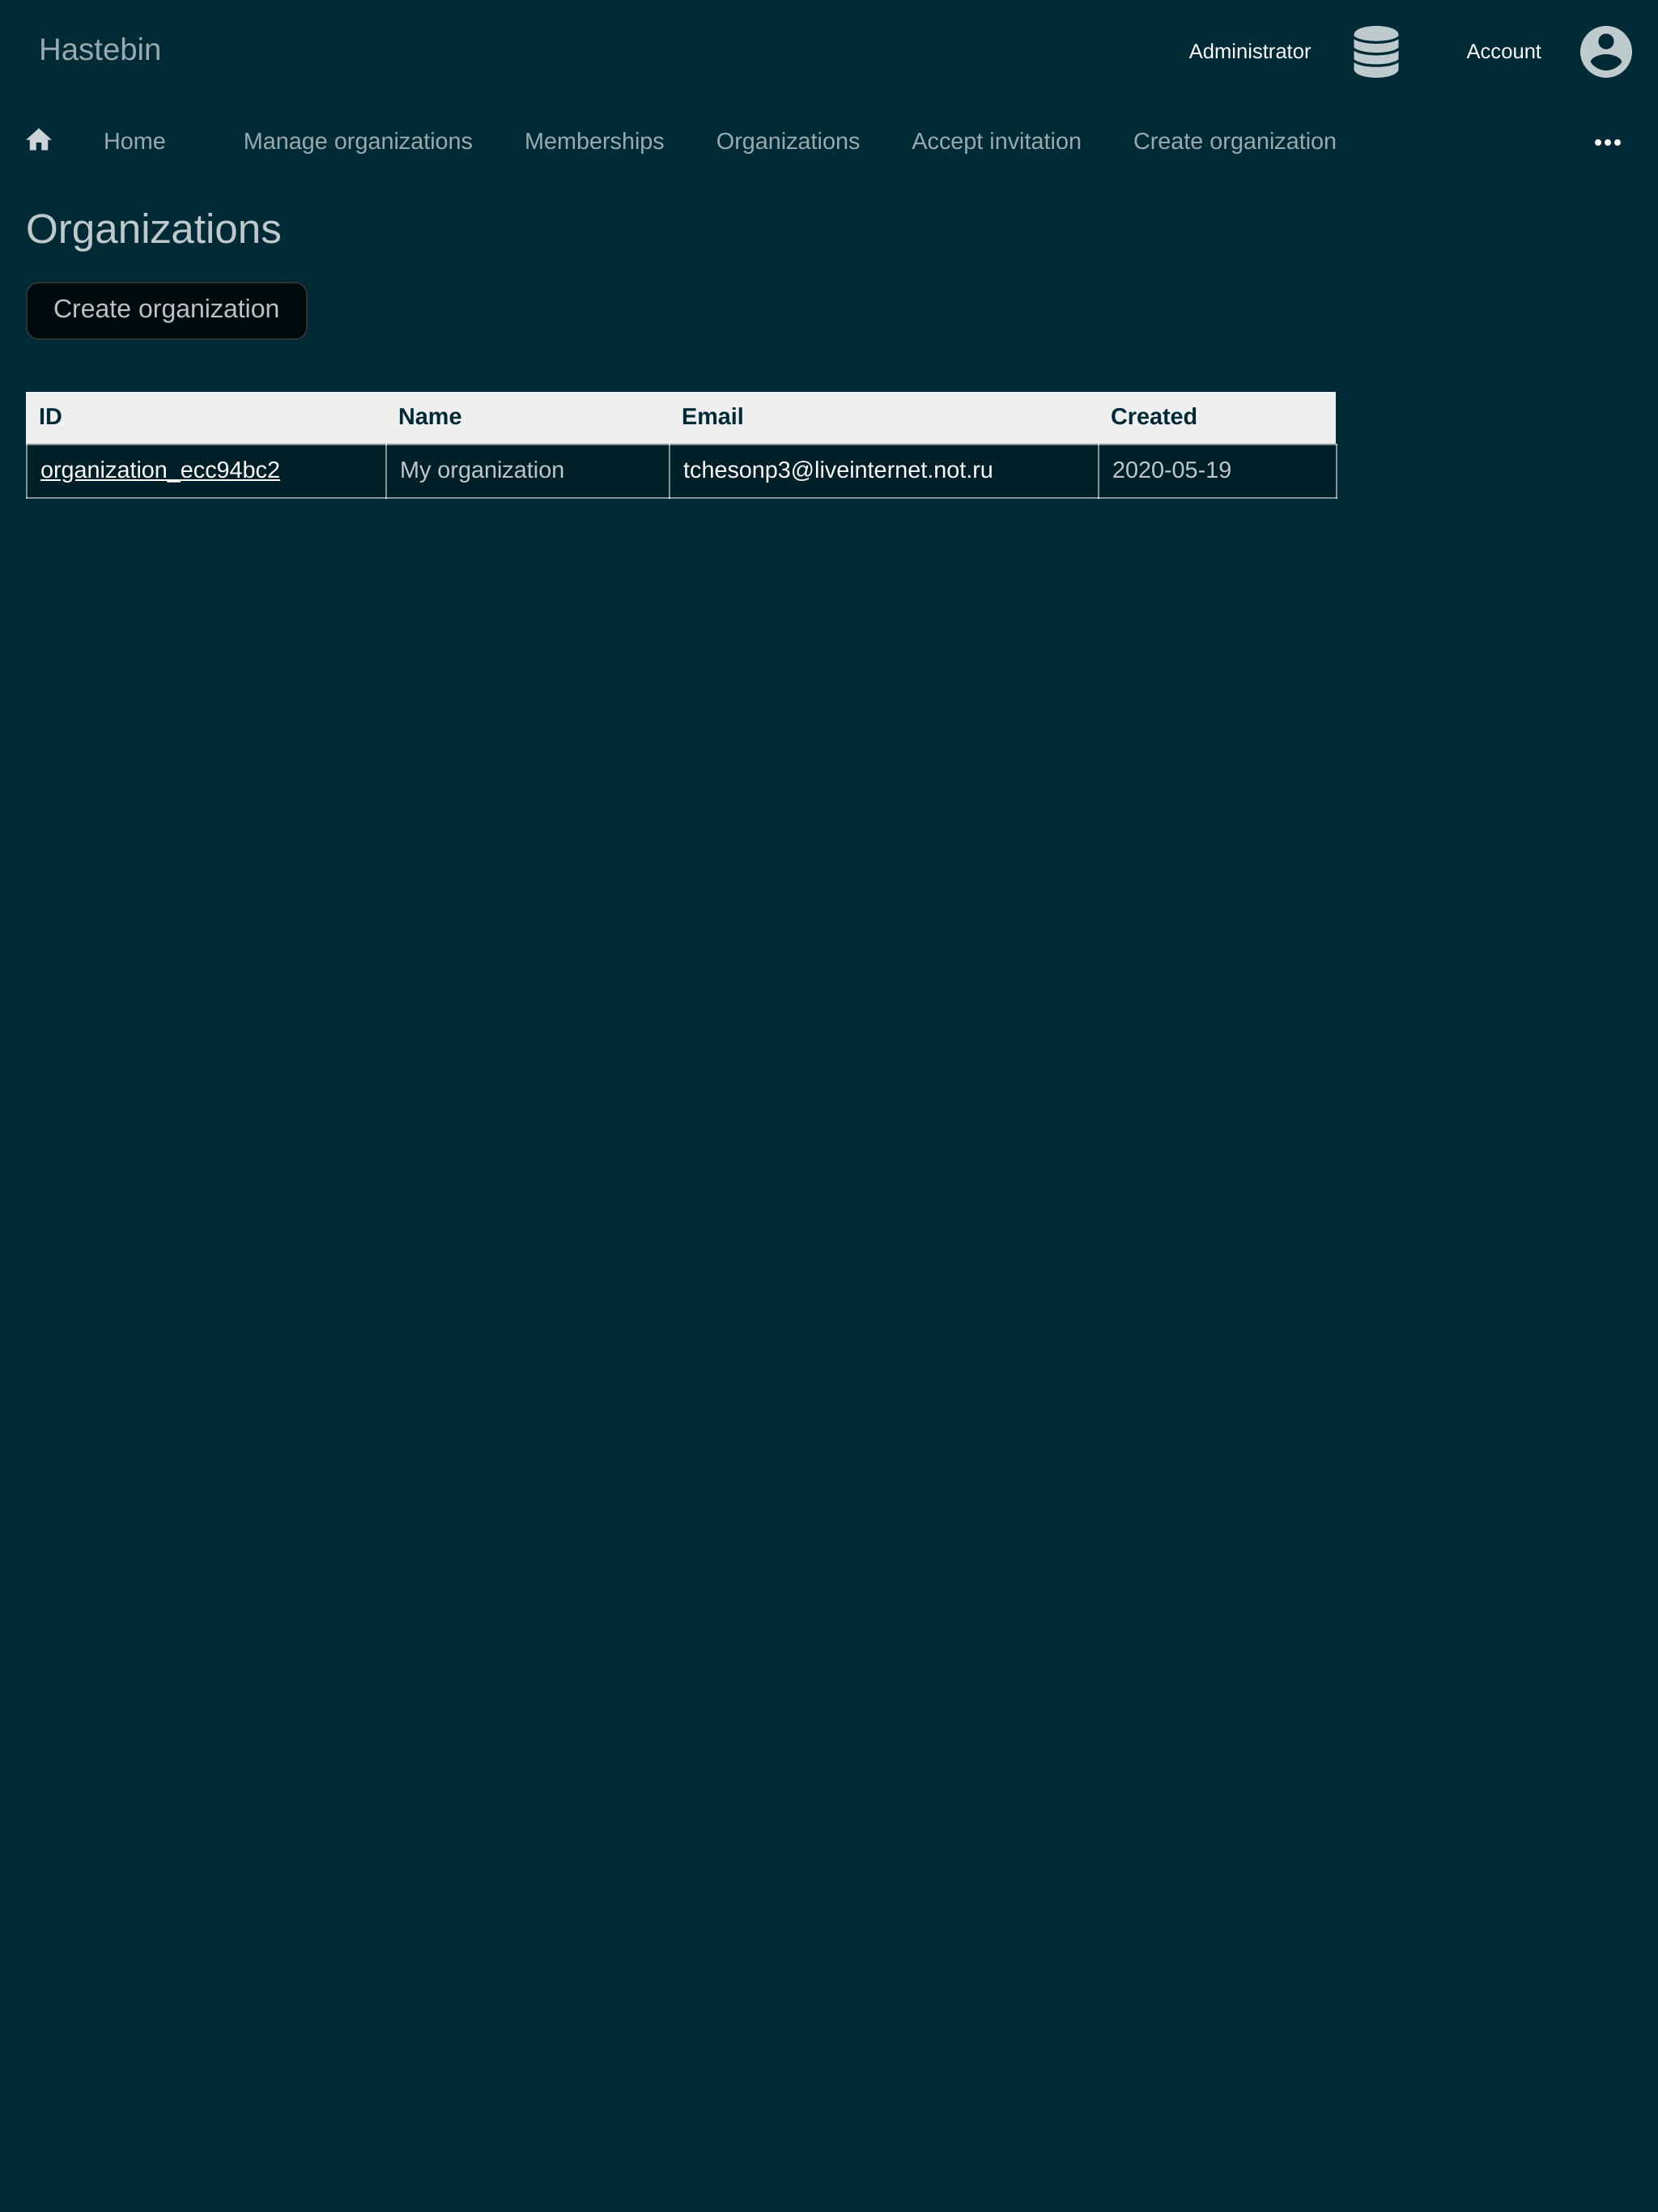 Hastebin
Administrator
Account
Home
Manage organizations
Memberships
Organizations
Accept invitation
Create organization
Organizations
Create organization
ID Name Email Created
organization_ecc94bc2 My organization tchesonp3@liveinternet.not.ru 2020-05-19